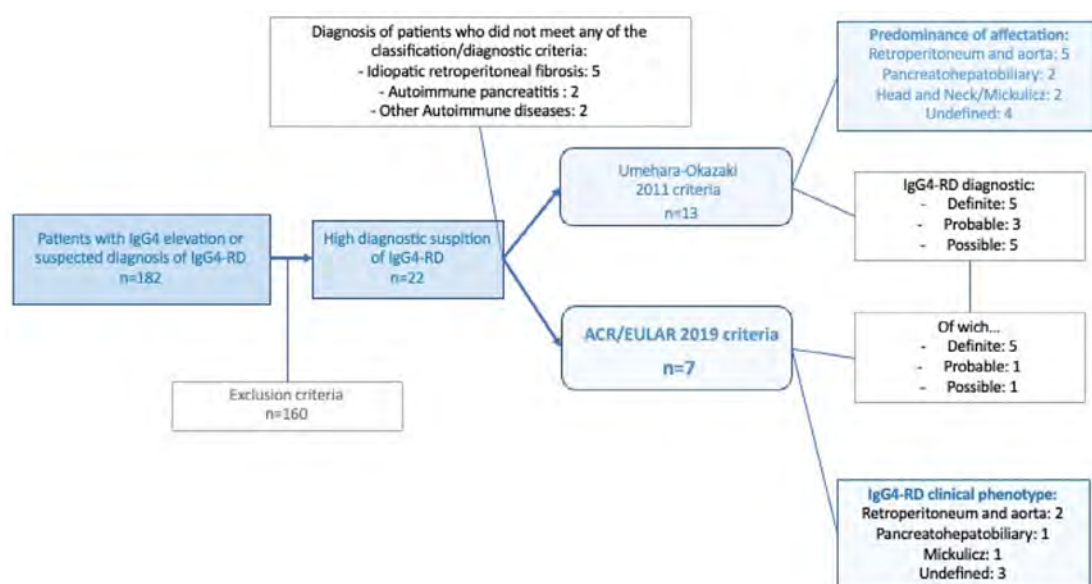 Diagnosis of patients who did not meet any of the
classification/diagnostic criteria:
- Idiopatic retroperitoneal fibrosis: 5
- Autoimmune pancreatitis : 2
- Other Autoimmune diseases: 2
Predominance of affectation:
Retroperitoneum and aorta: 5
Pancreatohepatobiliary: 2
Head and Neck/Mickulicz: 2
Undefined: 4
Umehara-Okazaki
2011 criteria
n=13
IgG4-RD diagnostic:
- Definite: 5
- Probable: 3
- Possible: 5
Patients with IgG4 elevation or
suspected diagnosis of IgG4-RD
n=182
High diagnostic suspition
of IgG4-RD
n=22
ACR/EULAR 2019 criteria
n=7
Of wich...
- Definite: 5
- Probable: 1
- Possible: 1
Exclusion criteria
n=160
IgG4-RD clinical phenotype:
Retroperitoneum and aorta: 2
Pancreatohepatobiliary: 1
Mickulicz: 1
Undefined: 3